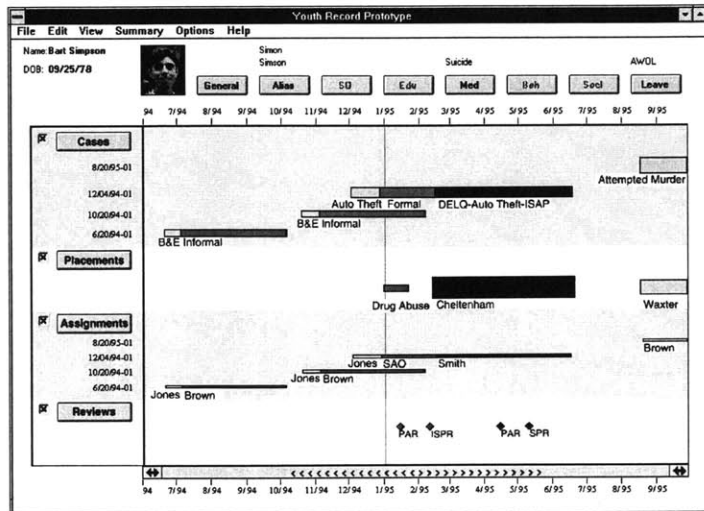 Youth Record Prototype
File Edit View Summary Options Help
Name: Bart Simpson
DOB: 09/25/78
Simon
Simson
Suicide
AWOL
General Alias SO Edu Med Beh Socl Leave
94 7/94 8/94 9/94 10/94 11/94 12/94 1/95 2/95 3/95 4/95 5/95 6/95 7/95 8/95 9/95
Cases
8/20/95-01
Attempted Murder
12/04/94-01
Auto Theft Formal DELQ-Auto Theft-ISAP
10/20/94-01
B&E Informal
6/20/94-01
B&E Informal
Placements
Drug Abuse Cheltenham Waxter
Assignments
8/20/95-01
Brown
12/04/94-01
Jones SAO Smith
10/20/94-01
Jones Brown
6/20/94-01
Jones Brown
Reviews
PAR ISPR PAR SPR
94 7/94 8/94 9/94 10/94 11/94 12/94 1/95 2/95 3/95 4/95 5/95 6/95 7/95 8/95 9/95